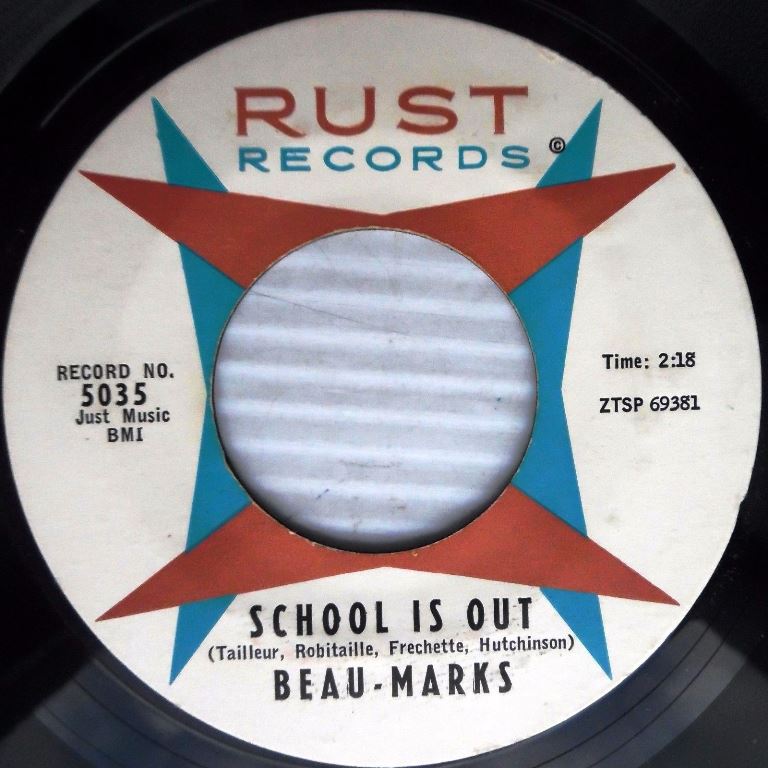 RUST
RECORDS ©
RECORD NO.
5035
Just Music
BMI
Time: 2:18
ZTSP 69381
SCHOOL IS OUT
(Tailleur, Robitaille, Frechette, Hutchinson)
BEAU-MARKS